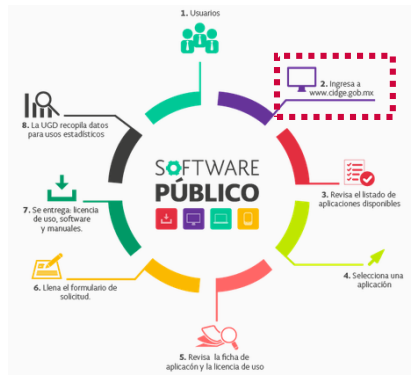 1. Usuarios
2. Ingresa a
www.cidge.gob.mx
3. Revisa el listado de
aplicaciones disponibles
4. Selecciona una
aplicación
5. Revisa la ficha de
aplicacón y la licencia de uso
6. Llena el formulario de
solicitud.
7. Se entrega: licencia
de uso, software
y manuales.
8. La UGD recopila datos
para usos estadísticos
SOFTWARE
PÚBLICO